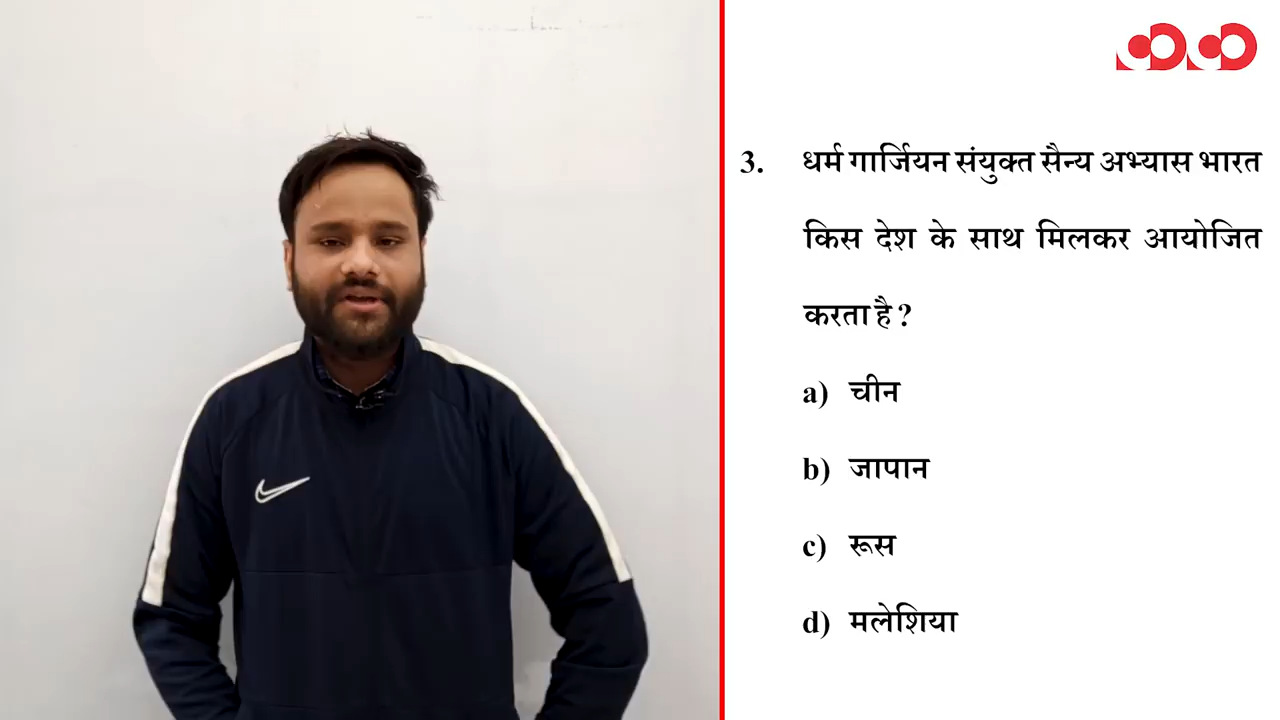 3. धर्म गार्जियन संयुक्त सैन्य अभ्यास भारत
किस देश के साथ मिलकर आयोजित
करता है ?
a) चीन
b) जापान
c) रूस
d) मलेशिया